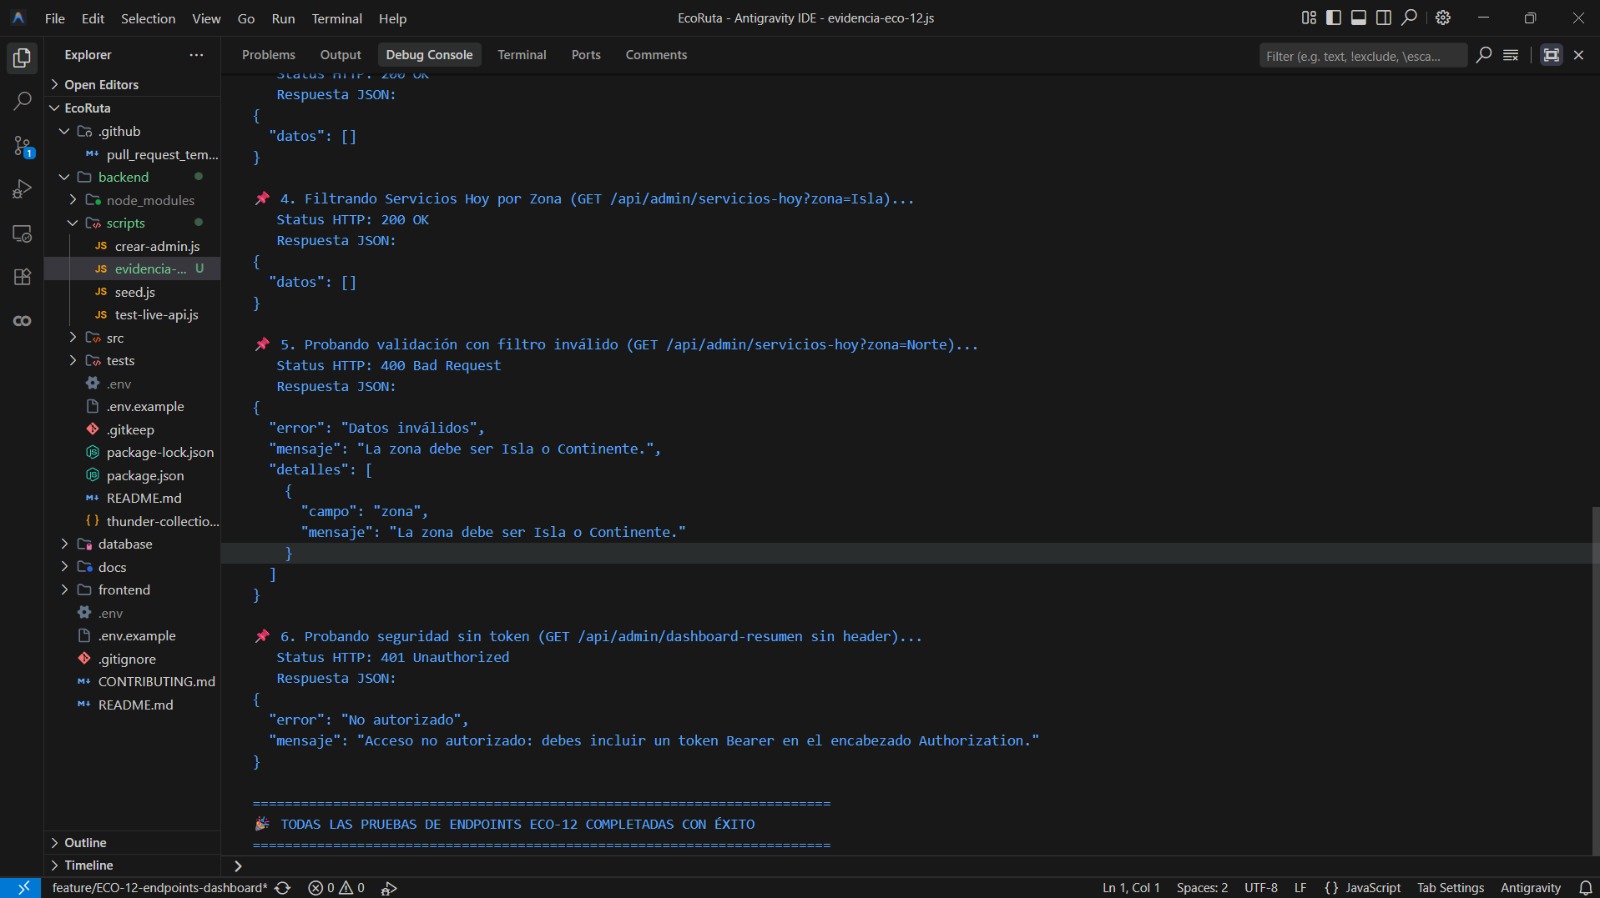 File Edit Selection View Go Run Terminal Help
EcoRuta - Antigravity IDE - evidencia-eco-12.js
Explorer
Problems Output Debug Console Terminal Ports Comments
Filter (e.g. text, !exclude, \esca...
Open Editors
EcoRuta
.github
pull_request_tem...
backend
node_modules
scripts
crear-admin.js
evidencia-... U
seed.js
test-live-api.js
src
tests
.env
.env.example
.gitkeep
package-lock.json
package.json
README.md
thunder-collectio...
database
docs
frontend
.env
.env.example
.gitignore
CONTRIBUTING.md
README.md
Outline
Timeline
Status HTTP: 200 OK
Respuesta JSON:
{
"datos": []
}
4. Filtrando Servicios Hoy por Zona (GET /api/admin/servicios-hoy?zona=Isla)...
Status HTTP: 200 OK
Respuesta JSON:
{
"datos": []
}
5. Probando validación con filtro inválido (GET /api/admin/servicios-hoy?zona=Norte)...
Status HTTP: 400 Bad Request
Respuesta JSON:
{
"error": "Datos inválidos",
"mensaje": "La zona debe ser Isla o Continente.",
"detalles": [
{
"campo": "zona",
"mensaje": "La zona debe ser Isla o Continente."
}
]
}
6. Probando seguridad sin token (GET /api/admin/dashboard-resumen sin header)...
Status HTTP: 401 Unauthorized
Respuesta JSON:
{
"error": "No autorizado",
"mensaje": "Acceso no autorizado: debes incluir un token Bearer en el encabezado Authorization."
}
========================================================================
TODAS LAS PRUEBAS DE ENDPOINTS ECO-12 COMPLETADAS CON ÉXITO
========================================================================
feature/ECO-12-endpoints-dashboard* 0 0
Ln 1, Col 1 Spaces: 2 UTF-8 LF {} JavaScript Tab Settings Antigravity